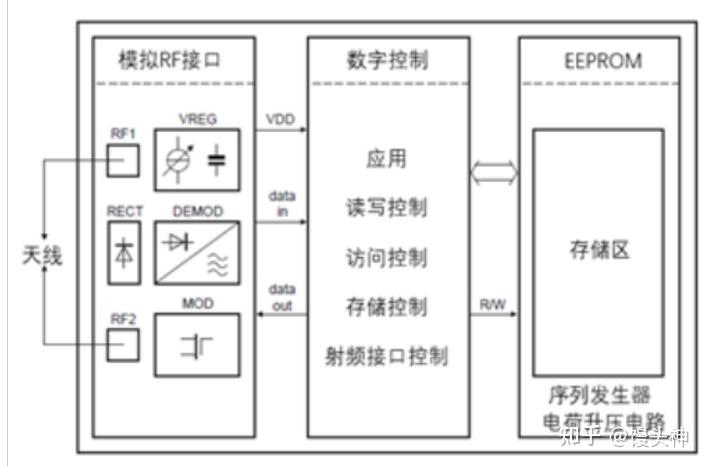 模拟RF接口
数字控制
EEPROM
VREG
RF1
VDD
应用
data
in
读写控制
RECT
DEMOD
天线
访问控制
存储区
data
out
MOD
存储控制
R/W
RF2
射频接口控制
序列发生器
电荷升压电路
知乎 @馒头神